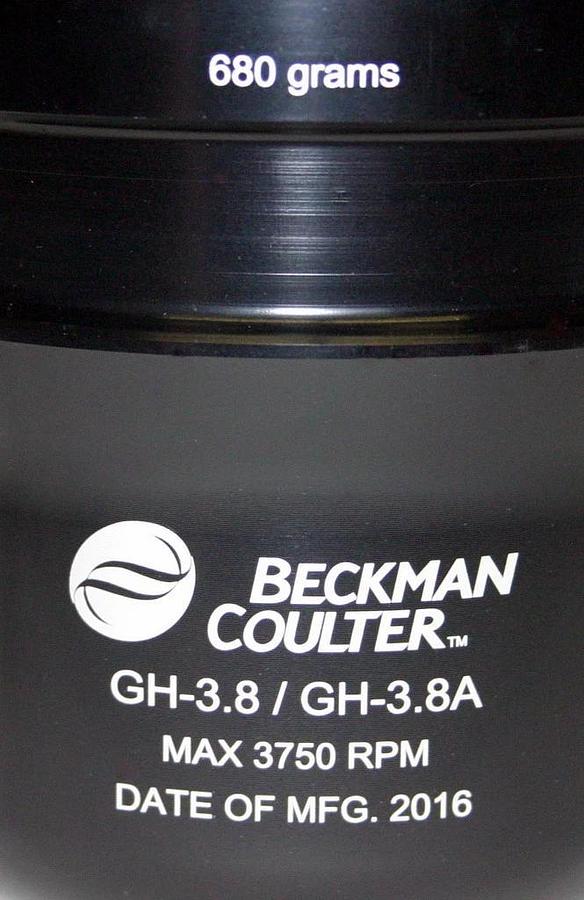 680 grams
BECKMAN
COULTER™
GH-3.8 / GH-3.8A
MAX 3750 RPM
DATE OF MFG. 2016